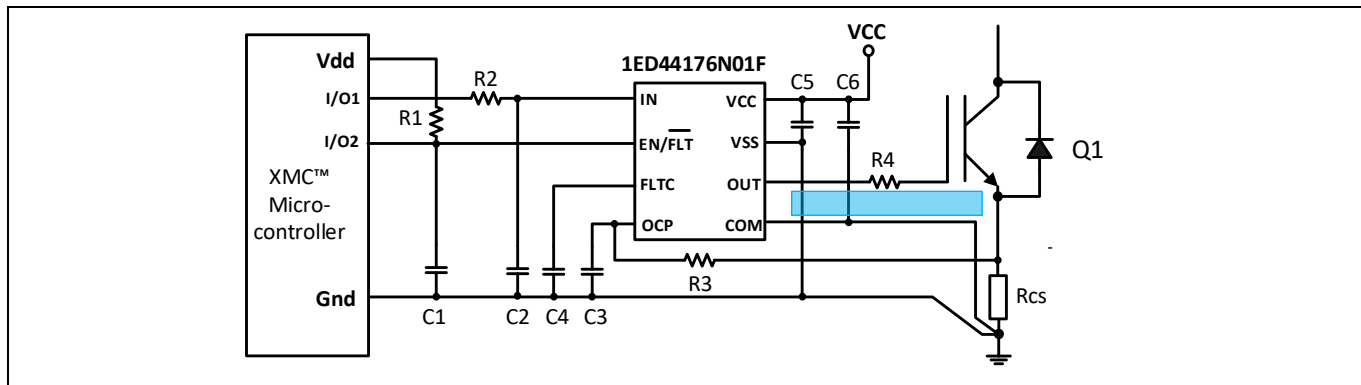 VCC
1ED44176N01F
Vdd
R2
C5
C6
I/O1
IN
VCC
R1
I/O2
EN/FLT
VSS
Q1
R4
XMC™
Micro-
controller
FLTC
OUT
OCP
COM
R3
Rcs
Gnd
C1
C2
C4
C3